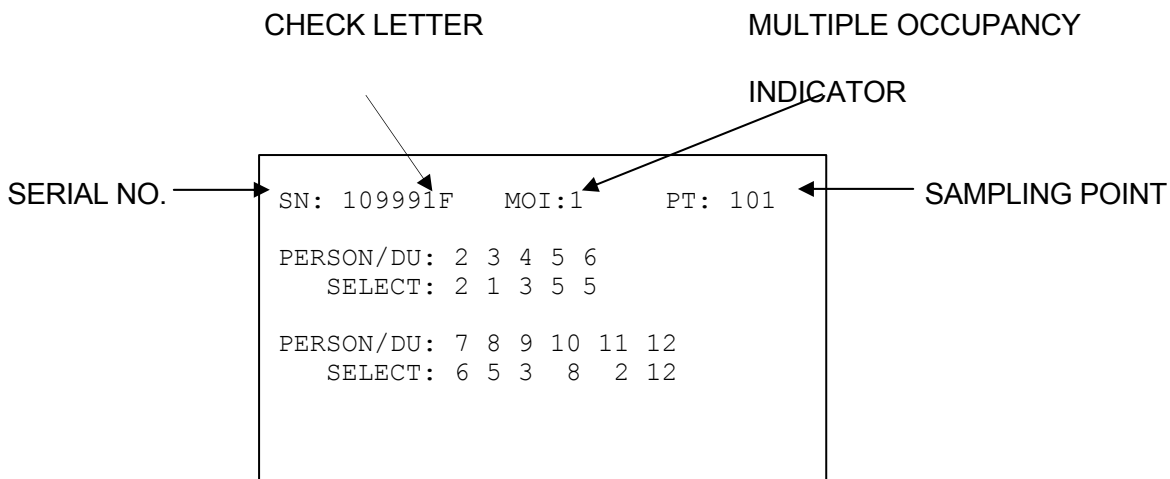 CHECK LETTER
MULTIPLE OCCUPANCY
INDICATOR
SERIAL NO.
SN: 109991F MOI:1 PT: 101
SAMPLING POINT
PERSON/DU: 2 3 4 5 6
SELECT: 2 1 3 5 5
PERSON/DU: 7 8 9 10 11 12
SELECT: 6 5 3 8 2 12